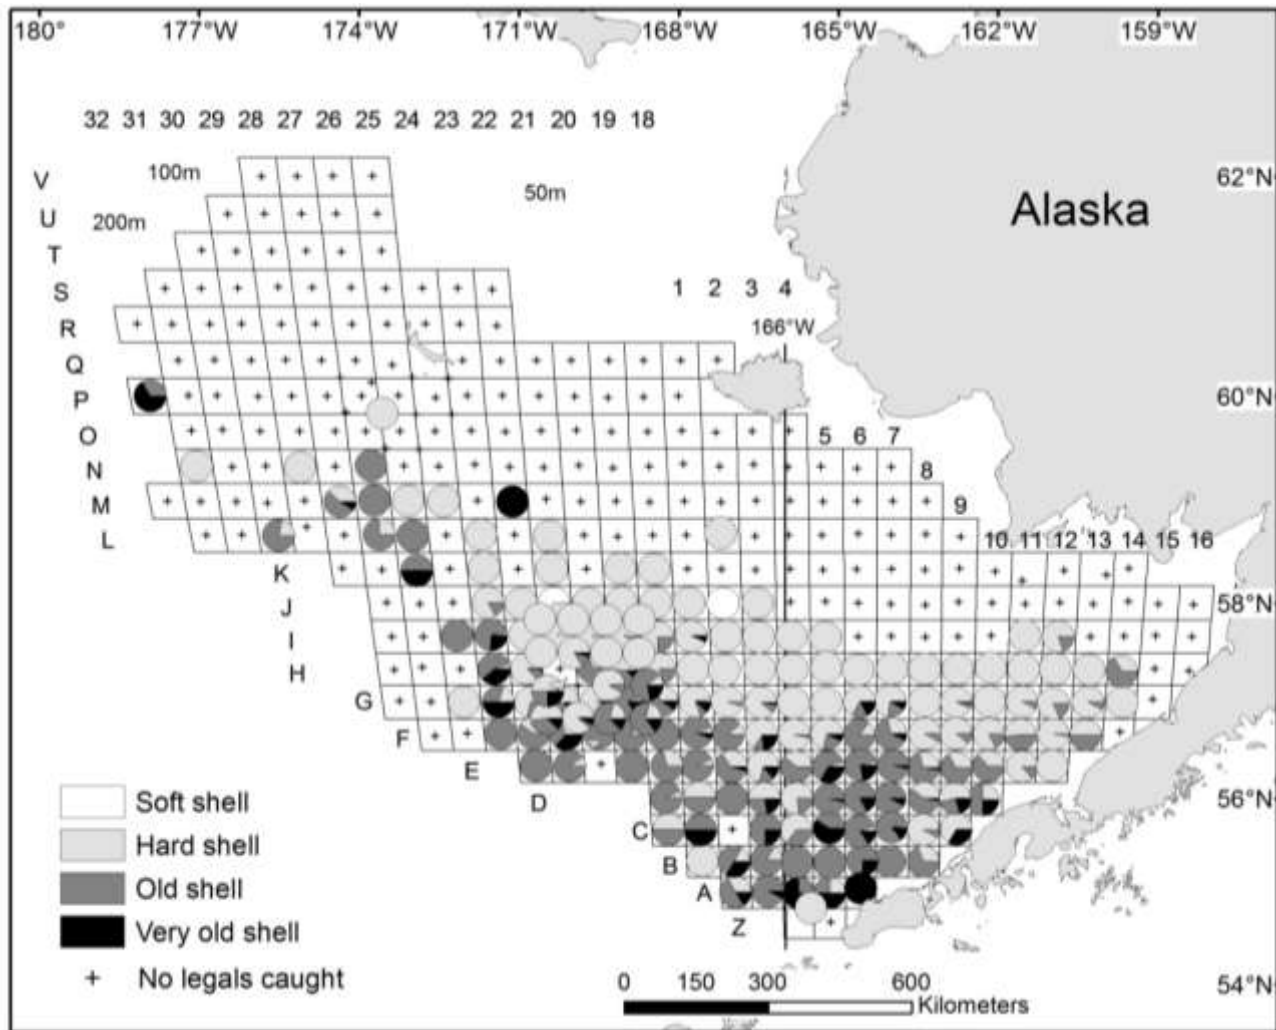 180° 177°W 174°W 171°W 168°W 165°W 162°W 159°W
32 31 30 29 28 27 26 25 24 23 22 21 20 19 18
V 100m 62°N
50m
U 200m Alaska
T
S 1 2 3 4
R 166°W
Q
P 60°N
O 5 6 7
N 8
M 9
L 10 11 12 13 14 15 16
K
J 58°N
I
H
G
F
E
D
Soft shell 56°N
C
Hard shell
B
Old shell
A
Very old shell
Z
No legals caught
0 150 300 600
54°N
Kilometers